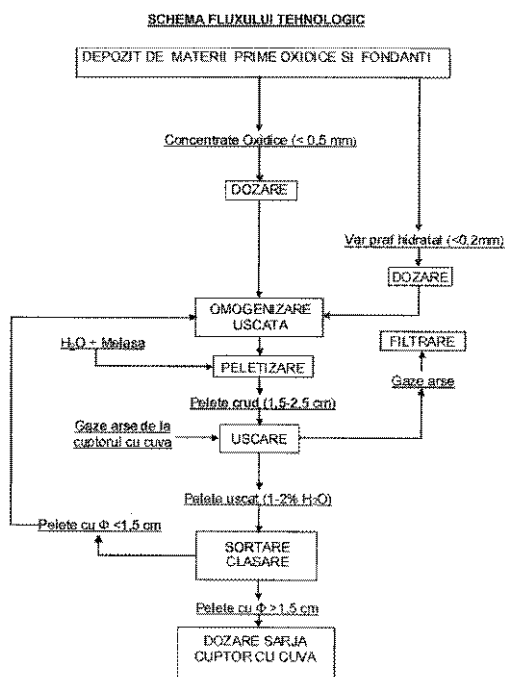 SCHEMA FLUXULUI TEHNOLOGIC
DEPOZIT DE MATERII PRIME OXIDICE SI FONDANTI
Concentrate Oxidice (< 0,5 mm)
DOZARE
Var praf hidratat (<0,2mm)
DOZARE
OMOGENIZARE
USCATA
H₂O + Melasa
FILTRARE
PELETIZARE
Gaze arse
Pelete crud (1,5-2,5 cm)
Gaze arse de la
cuptorul cu cuva
USCARE
Pelete uscat (1-2% H₂O)
Pelete cu Φ <1,5 cm
SORTARE
CLASARE
Pelete cu Φ >1,5 cm
DOZARE SARJA
CUPTOR CU CUVA